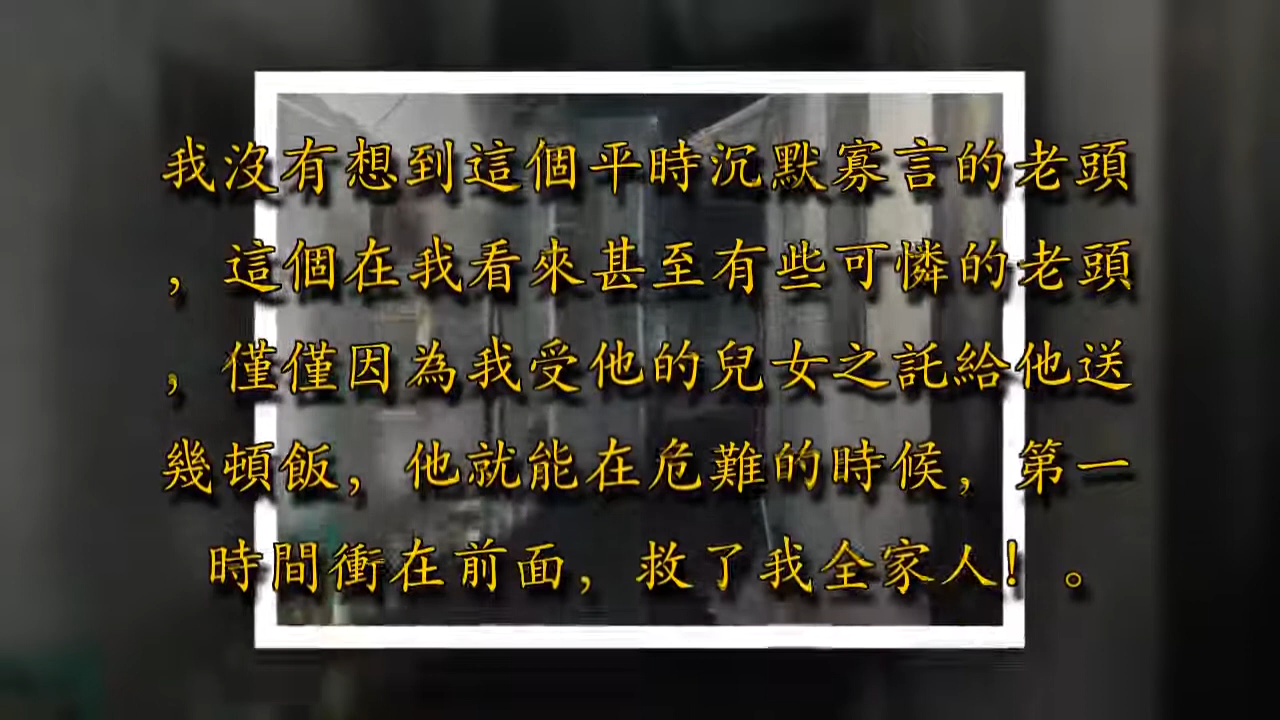 我沒有想到這個平時沉默寡言的老頭
，這個在我看來甚至有些可憐的老頭
，僅僅因為我受他的兒女之託給他送
幾頓飯，他就能在危難的時候，第一
時間衝在前面，救了我全家人！。